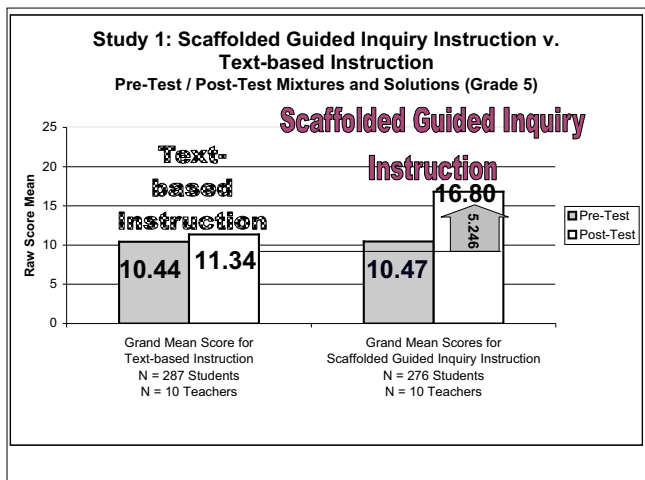 Study 1: Scaffolded Guided Inquiry Instruction v.
Text-based Instruction
Pre-Test / Post-Test Mixtures and Solutions (Grade 5)
Scaffolded Guided Inquiry
Instruction
Text-
based
Instruction
Raw Score Mean
25
20
15
10
5
0
10.44
11.34
10.47
16.80
5.246
Pre-Test
Post-Test
Grand Mean Score for
Text-based Instruction
N = 287 Students
N = 10 Teachers
Grand Mean Scores for
Scaffolded Guided Inquiry Instruction
N = 276 Students
N = 10 Teachers